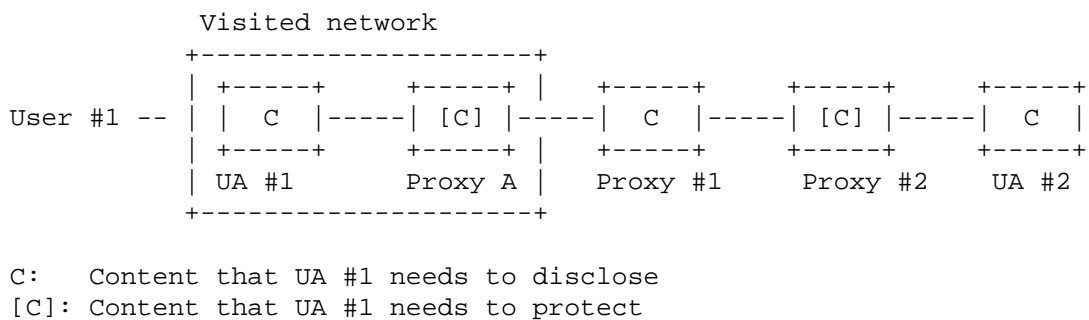 Visited network
User #1 -- C [C] C [C] C
UA #1 Proxy A Proxy #1 Proxy #2 UA #2
C: Content that UA #1 needs to disclose
[C]: Content that UA #1 needs to protect